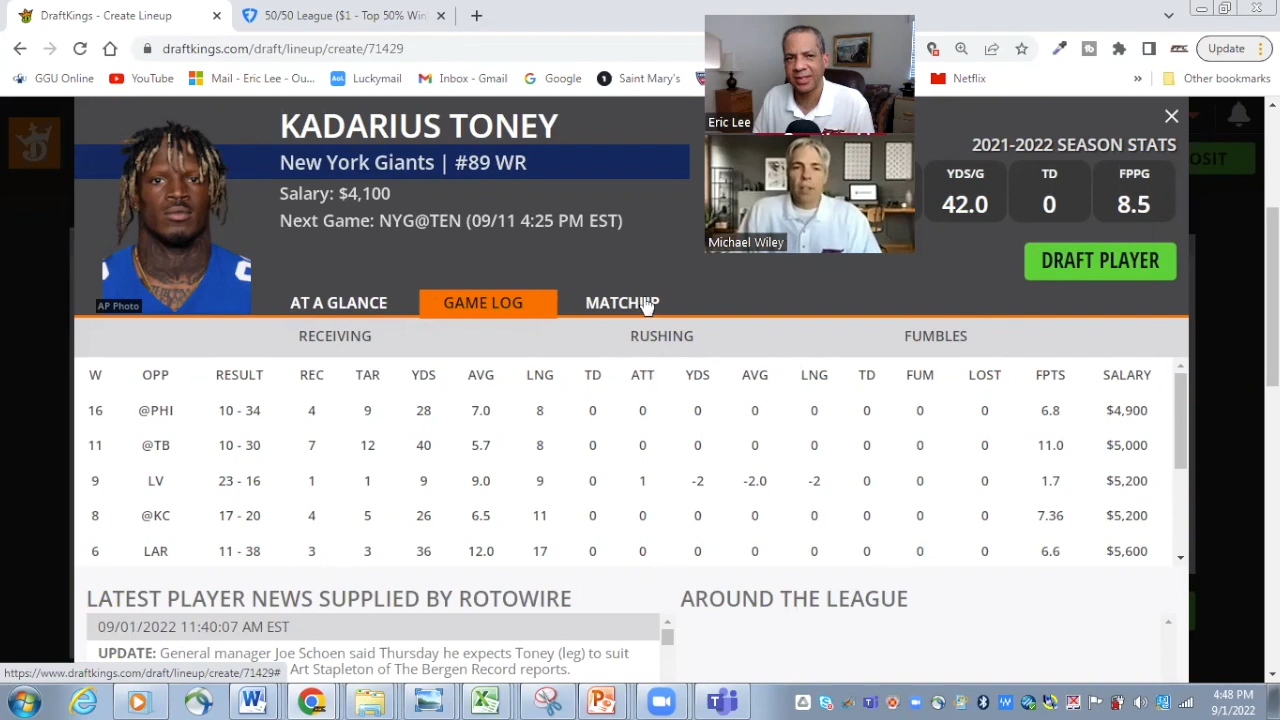 DraftKings - Create Lineup
50/50 League ($1 - Top 50% Win
draftkings.com/draft/lineup/create/71429
Update
GGU Online
YouTube
Mail - Eric Lee - Ou...
Luckymail
Inbox - Gmail
Google
Saint Mary's
Netflix
»
Other bookmarks
Eric Lee
Michael Wiley
KADARIUS TONEY
New York Giants | #89 WR
Salary: $4,100
Next Game: NYG@TEN (09/11 4:25 PM EST)
AP Photo
2021-2022 SEASON STATS
YDS/G TD FPPG
42.0 0 8.5
DRAFT PLAYER
AT A GLANCE GAME LOG MATCHUP
RECEIVING RUSHING FUMBLES
W OPP RESULT REC TAR YDS AVG LNG TD ATT YDS AVG LNG TD FUM LOST FPTS SALARY
16 @PHI 10 - 34 4 9 28 7.0 8 0 0 0 0 0 0 0 0 6.8 $4,900
11 @TB 10 - 30 7 12 40 5.7 8 0 0 0 0 0 0 0 0 11.0 $5,000
9 LV 23 - 16 1 1 9 9.0 9 0 1 -2 -2.0 -2 0 0 0 1.7 $5,200
8 @KC 17 - 20 4 5 26 6.5 11 0 0 0 0 0 0 0 0 7.36 $5,200
6 LAR 11 - 38 3 3 36 12.0 17 0 0 0 0 0 0 0 0 6.6 $5,600
LATEST PLAYER NEWS SUPPLIED BY ROTOWIRE
AROUND THE LEAGUE
09/01/2022 11:40:07 AM EST
UPDATE: General manager Joe Schoen said Thursday he expects Toney (leg) to suit
Art Stapleton of The Bergen Record reports.
https://www.draftkings.com/draft/lineup/create/71429#
4:48 PM
9/1/2022